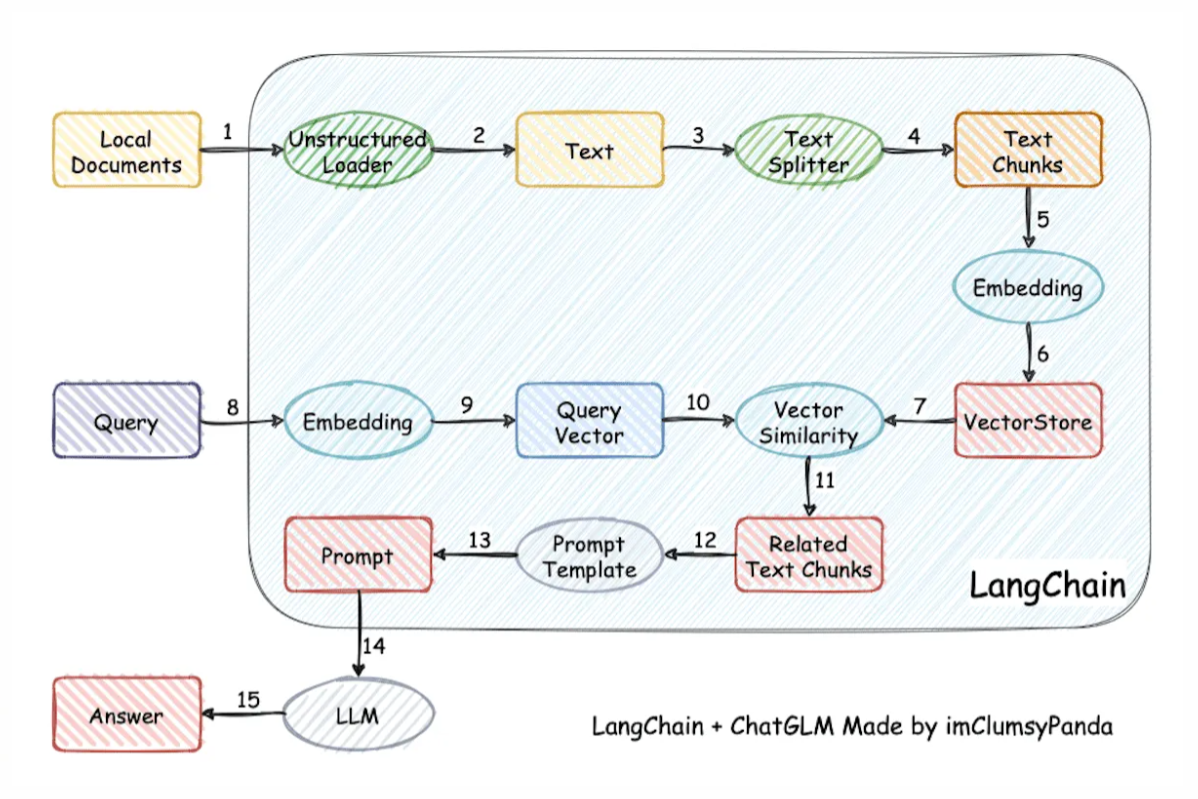 1
2
3
4
Local
Documents
Unstructured
Loader
Text
Text
Splitter
Text
Chunks
5
Embedding
6
8
9
10
7
Query
Embedding
Query
Vector
Vector
Similarity
VectorStore
11
13
12
Prompt
Prompt
Template
Related
Text Chunks
LangChain
14
15
Answer
LLM
LangChain + ChatGLM Made by imClumsyPanda